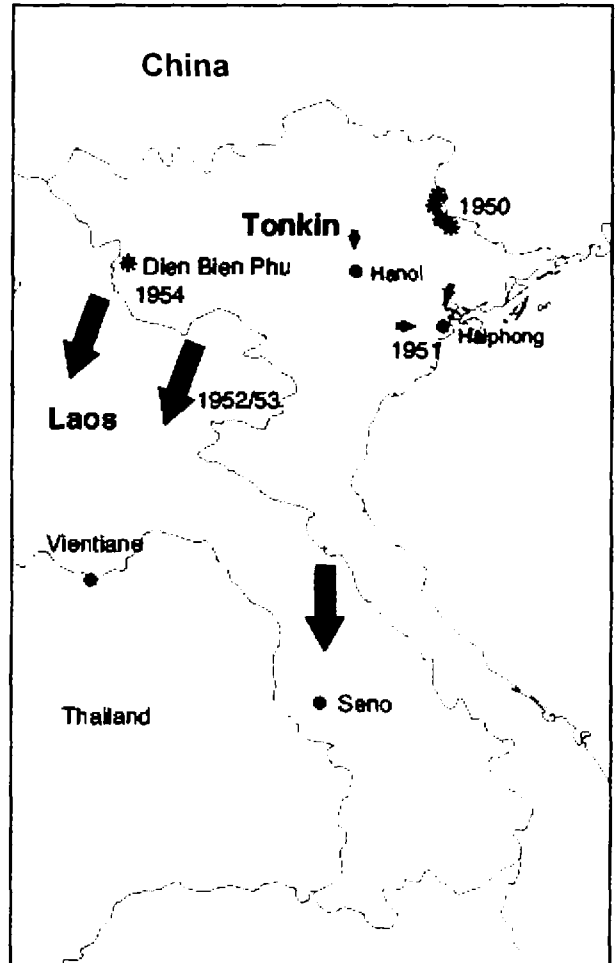 China
1950
Tonkin
Hanoi
Dien Bien Phu
1954
Haiphong
1951
1952/53
Laos
Vientiane
Seno
Thailand